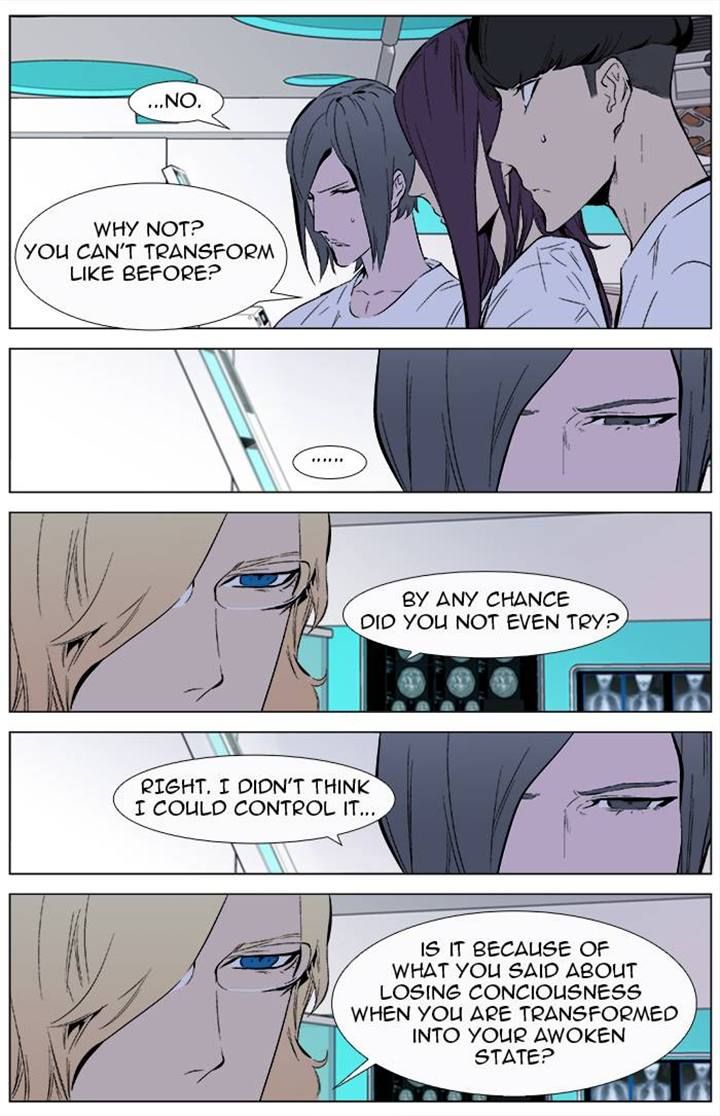 ...NO.
WHY NOT?
YOU CAN'T TRANSFORM
LIKE BEFORE?
......
BY ANY CHANCE
DID YOU NOT EVEN TRY?
RIGHT. I DIDN'T THINK
I COULD CONTROL IT...
IS IT BECAUSE OF
WHAT YOU SAID ABOUT
LOSING CONCIOUSNESS
WHEN YOU ARE TRANSFORMED
INTO YOUR AWOKEN
STATE?